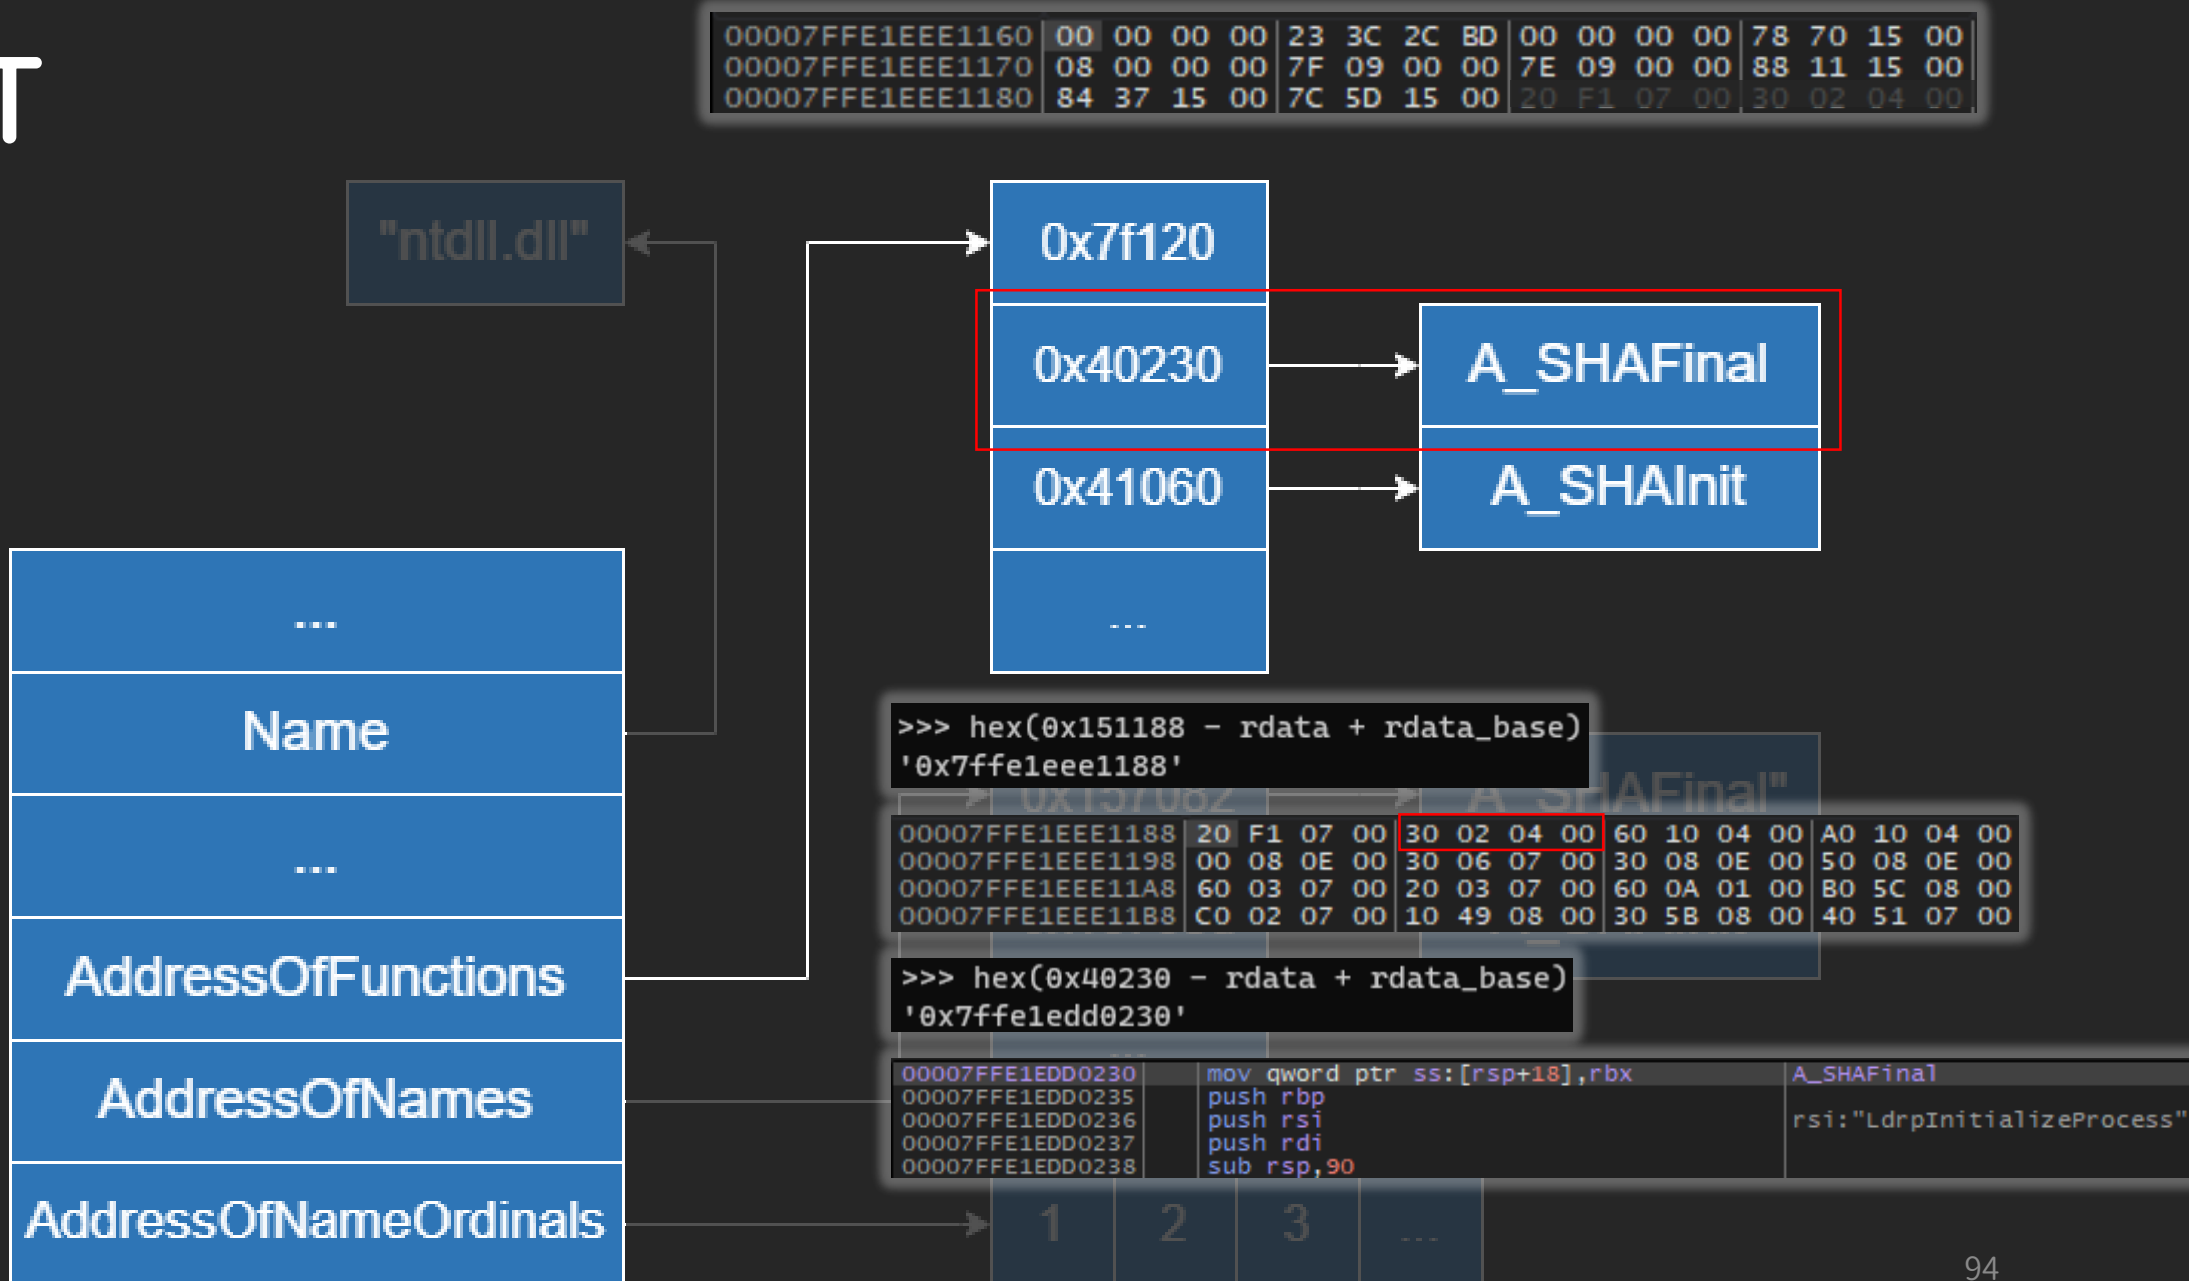 T
00007FFE1EEE1160 00 00 00 00 23 3C 2C BD 00 00 00 00 78 70 15 00
00007FFE1EEE1170 08 00 00 00 7F 09 00 00 7E 09 00 00 88 11 15 00
00007FFE1EEE1180 84 37 15 00 7C 5D 15 00 20 F1 07 00 30 02 04 00
"ntdll.dll"
0x7f120
0x40230
A_SHAFinal
0x41060
A_SHAInit
...
...
Name
...
AddressOfFunctions
AddressOfNames
AddressOfNameOrdinals
>>> hex(0x151188 - rdata + rdata_base)
'0x7ffe1eee1188'
0x157082
"A_SHAFinal"
00007FFE1EEE1188 20 F1 07 00 30 02 04 00 60 10 04 00 A0 10 04 00
00007FFE1EEE1198 00 08 0E 00 30 06 07 00 30 08 0E 00 50 08 0E 00
00007FFE1EEE11A8 60 03 07 00 20 03 07 00 60 0A 01 00 B0 5C 08 00
00007FFE1EEE11B8 C0 02 07 00 10 49 08 00 30 5B 08 00 40 51 07 00
>>> hex(0x40230 - rdata + rdata_base)
'0x7ffe1edd0230'
...
00007FFE1EDD0230 mov qword ptr ss:[rsp+18],rbx A_SHAFinal
00007FFE1EDD0235 push rbp
00007FFE1EDD0236 push rsi rsi:"LdrpInitializeProcess"
00007FFE1EDD0237 push rdi
00007FFE1EDD0238 sub rsp,90
1 2 3 ...
94